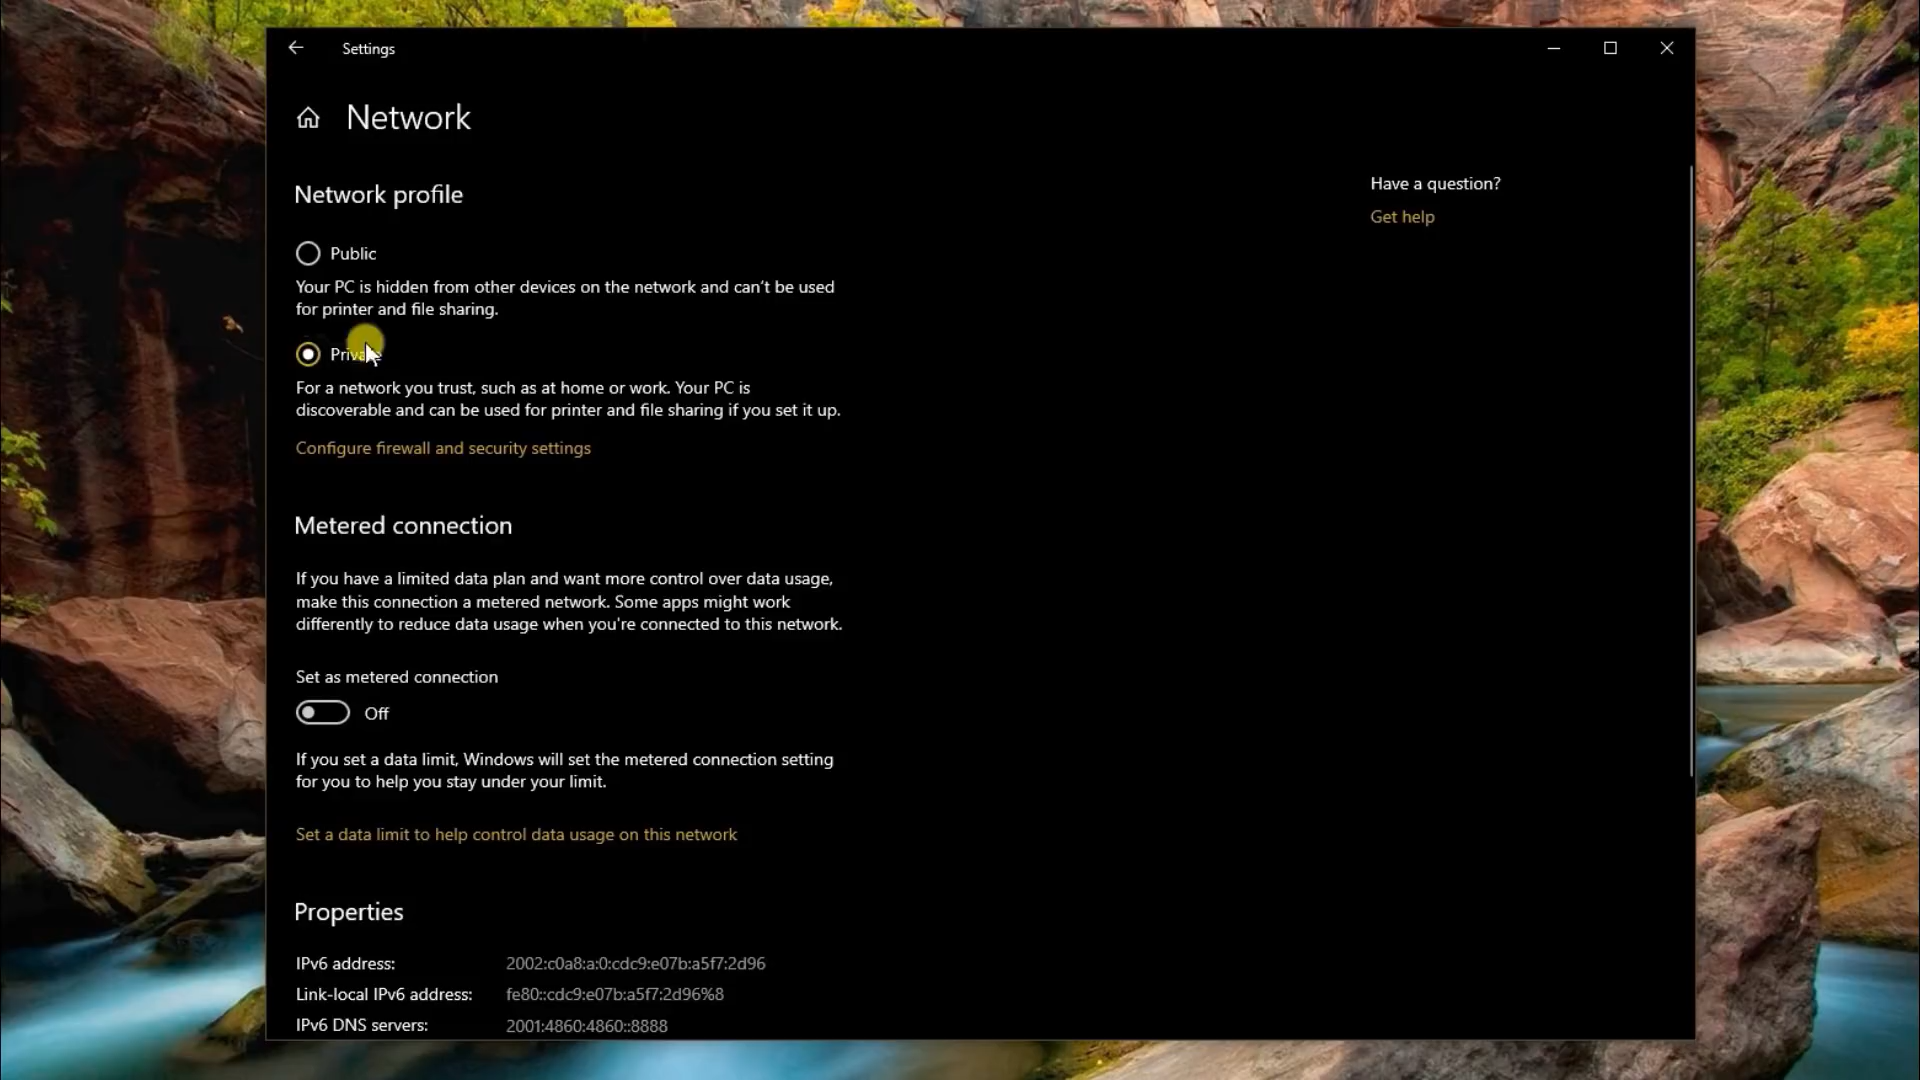 Settings
Network
Network profile
Public
Your PC is hidden from other devices on the network and can't be used
for printer and file sharing.
Private
For a network you trust, such as at home or work. Your PC is
discoverable and can be used for printer and file sharing if you set it up.
Configure firewall and security settings
Metered connection
If you have a limited data plan and want more control over data usage,
make this connection a metered network. Some apps might work
differently to reduce data usage when you're connected to this network.
Set as metered connection
Off
If you set a data limit, Windows will set the metered connection setting
for you to help you stay under your limit.
Set a data limit to help control data usage on this network
Properties
IPv6 address: 2002:c0a8:a:0:cdc9:e07b:a5f7:2d96
Link-local IPv6 address: fe80::cdc9:e07b:a5f7:2d96%8
IPv6 DNS servers: 2001:4860:4860::8888
Have a question?
Get help